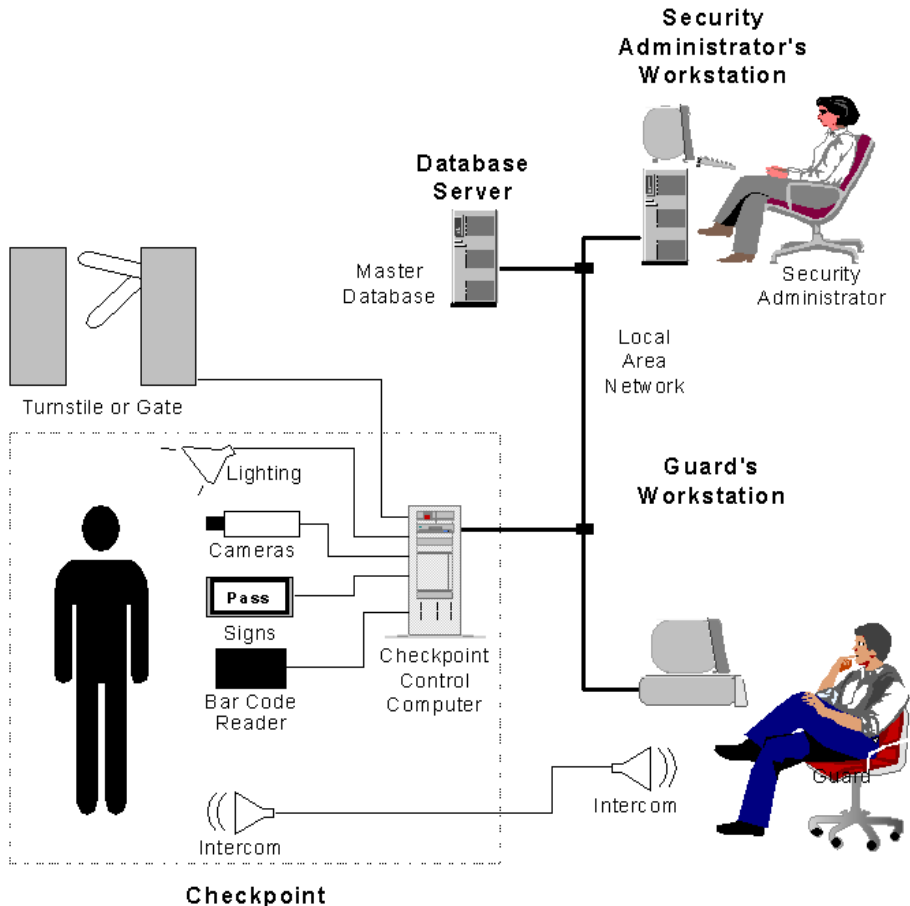 Security
Administrator's
Workstation
Database
Server
Master
Database
Security
Administrator
Local
Area
Network
Turnstile or Gate
Lighting
Guard's
Workstation
Cameras
Pass
Signs
Checkpoint
Control
Computer
Bar Code
Reader
Guard
Intercom
Intercom
Checkpoint